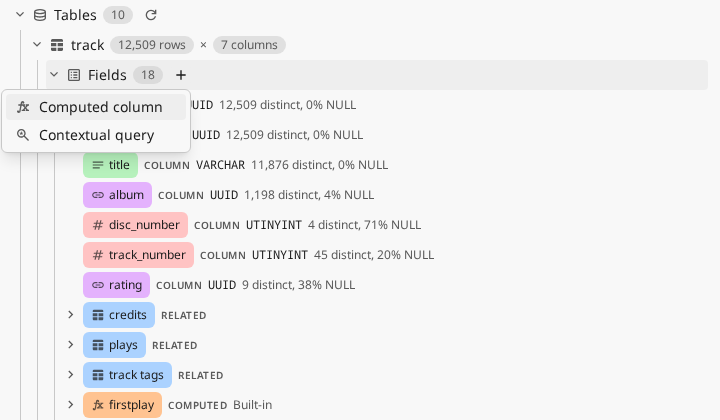 Tables 10
track 12,509 rows × 7 columns
Fields 18 +
Computed column
UUID 12,509 distinct, 0% NULL
Contextual query
UUID 12,509 distinct, 0% NULL
title COLUMN VARCHAR 11,876 distinct, 0% NULL
album COLUMN UUID 1,198 distinct, 4% NULL
disc_number COLUMN UTINYINT 4 distinct, 71% NULL
track_number COLUMN UTINYINT 45 distinct, 20% NULL
rating COLUMN UUID 9 distinct, 38% NULL
credits RELATED
plays RELATED
track tags RELATED
firstplay COMPUTED Built-in